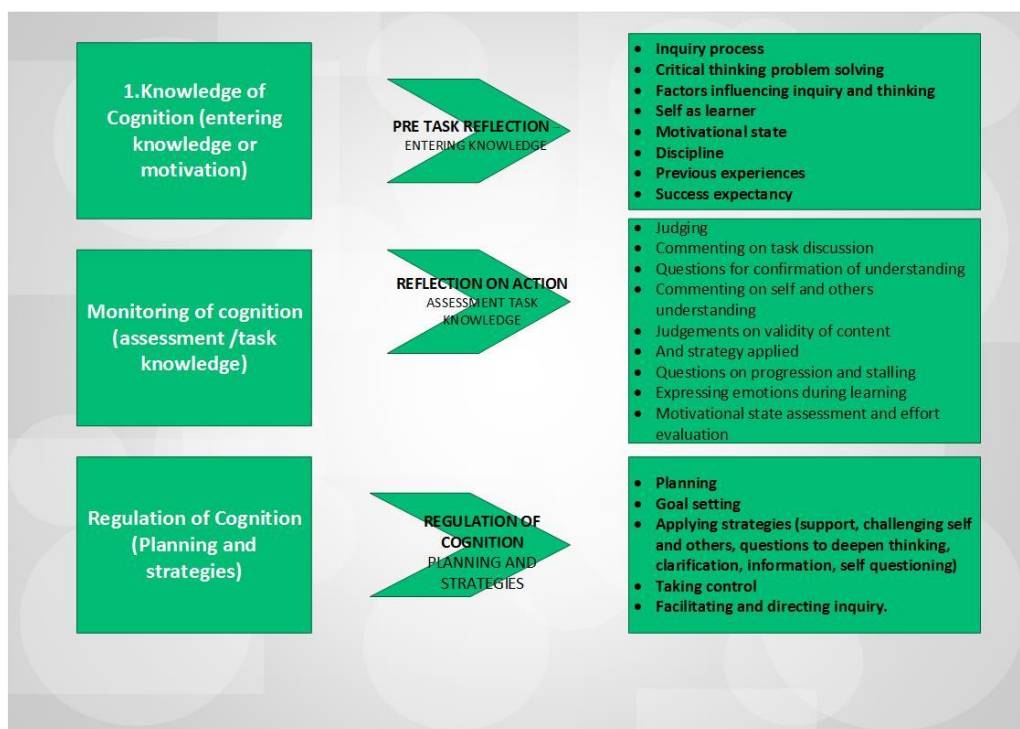 1.Knowledge of
Cognition (entering
knowledge or
motivation)
PRE TASK REFLECTION –
ENTERING KNOWLEDGE
• Inquiry process
• Critical thinking problem solving
• Factors influencing inquiry and thinking
• Self as learner
• Motivational state
• Discipline
• Previous experiences
• Success expectancy
Monitoring of cognition
(assessment /task
knowledge)
REFLECTION ON ACTION
ASSESSMENT TASK
KNOWLEDGE
• Judging
• Commenting on task discussion
• Questions for confirmation of understanding
• Commenting on self and others
understanding
• Judgements on validity of content
• And strategy applied
• Questions on progression and stalling
• Expressing emotions during learning
• Motivational state assessment and effort
evaluation
Regulation of Cognition
(Planning and
strategies)
REGULATION OF
COGNITION
PLANNING AND
STRATEGIES
• Planning
• Goal setting
• Applying strategies (support, challenging self
and others, questions to deepen thinking,
clarification, information, self questioning)
• Taking control
• Facilitating and directing inquiry.